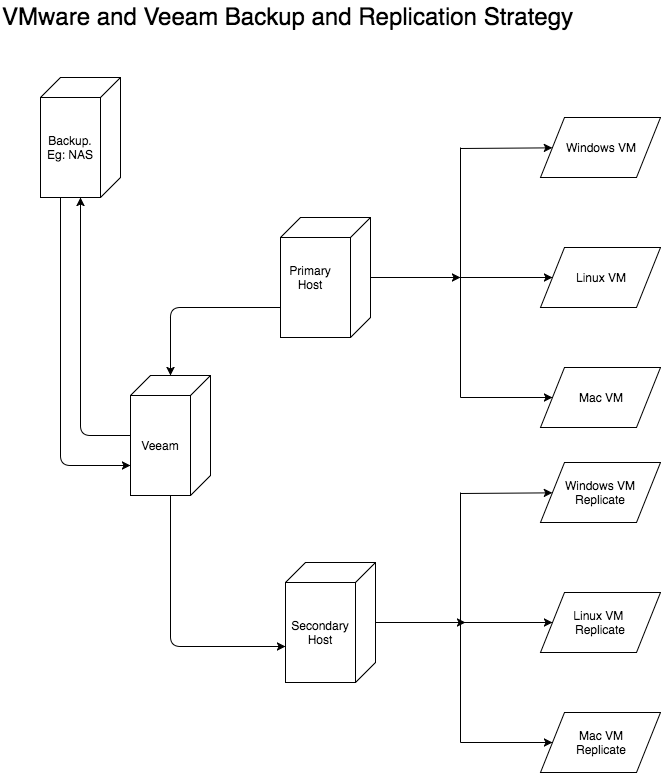 VMware and Veeam Backup and Replication Strategy
Backup.
Eg: NAS
Windows VM
Primary
Host
Linux VM
Mac VM
Veeam
Windows VM
Replicate
Secondary
Host
Linux VM
Replicate
Mac VM
Replicate